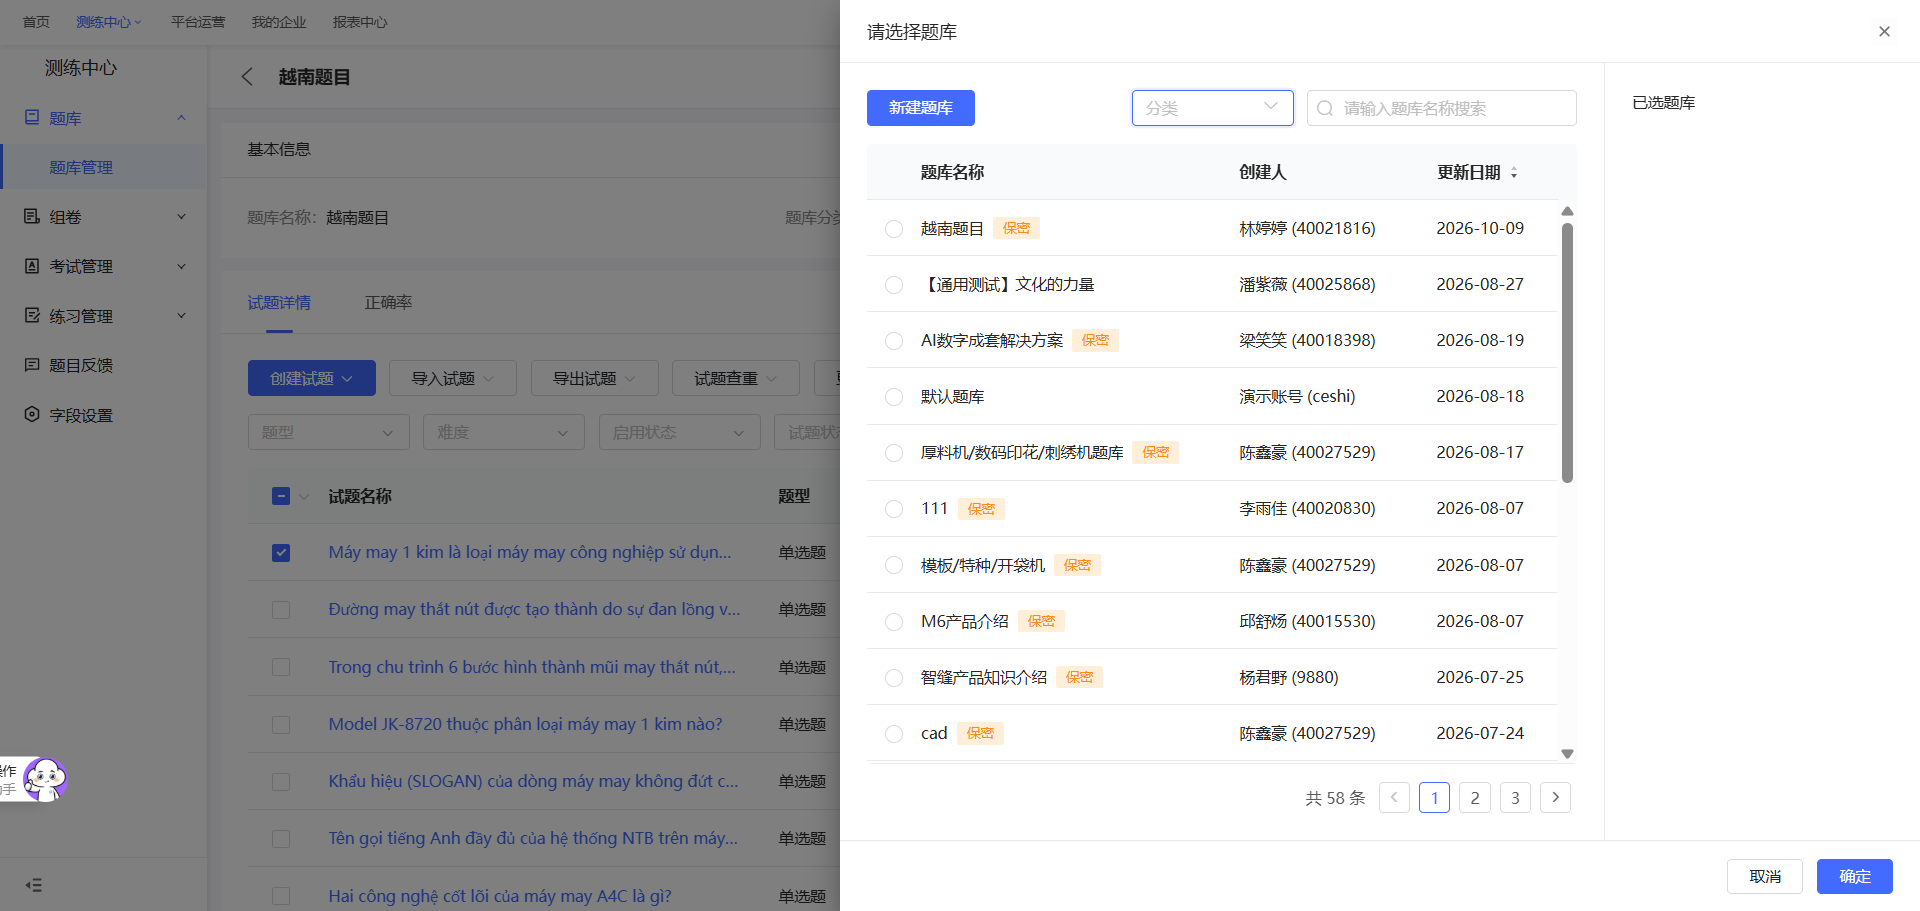 首页 测练中心 平台运营 我的企业 报表中心
测练中心
题库
题库管理
组卷
考试管理
练习管理
题目反馈
字段设置
越南题目
基本信息
题库名称: 越南题目 题库分
试题详情 正确率
创建试题 导入试题 导出试题 试题查重
题型 难度 启用状态 试题状
试题名称 题型
Máy may 1 kim là loại máy may công nghiệp sử dụn... 单选题
Đường may thắt nút được tạo thành do sự đan lồng v... 单选题
Trong chu trình 6 bước hình thành mũi may thắt nút,... 单选题
Model JK-8720 thuộc phân loại máy may 1 kim nào? 单选题
Khẩu hiệu (SLOGAN) của dòng máy may không đứt c... 单选题
Tên gọi tiếng Anh đầy đủ của hệ thống NTB trên máy... 单选题
Hai công nghệ cốt lõi của máy may A4C là gì? 单选题
作
手
请选择题库
新建题库 分类 请输入题库名称搜索
题库名称 创建人 更新日期
越南题目 保密 林婷婷 (40021816) 2026-10-09
【通用测试】文化的力量 潘紫薇 (40025868) 2026-08-27
AI数字成套解决方案 保密 梁笑笑 (40018398) 2026-08-19
默认题库 演示账号 (ceshi) 2026-08-18
厚料机/数码印花/刺绣机题库 保密 陈鑫豪 (40027529) 2026-08-17
111 保密 李雨佳 (40020830) 2026-08-07
模板/特种/开袋机 保密 陈鑫豪 (40027529) 2026-08-07
M6产品介绍 保密 邱舒炀 (40015530) 2026-08-07
智缝产品知识介绍 保密 杨君野 (9880) 2026-07-25
cad 保密 陈鑫豪 (40027529) 2026-07-24
共 58 条 1 2 3
已选题库
取消 确定